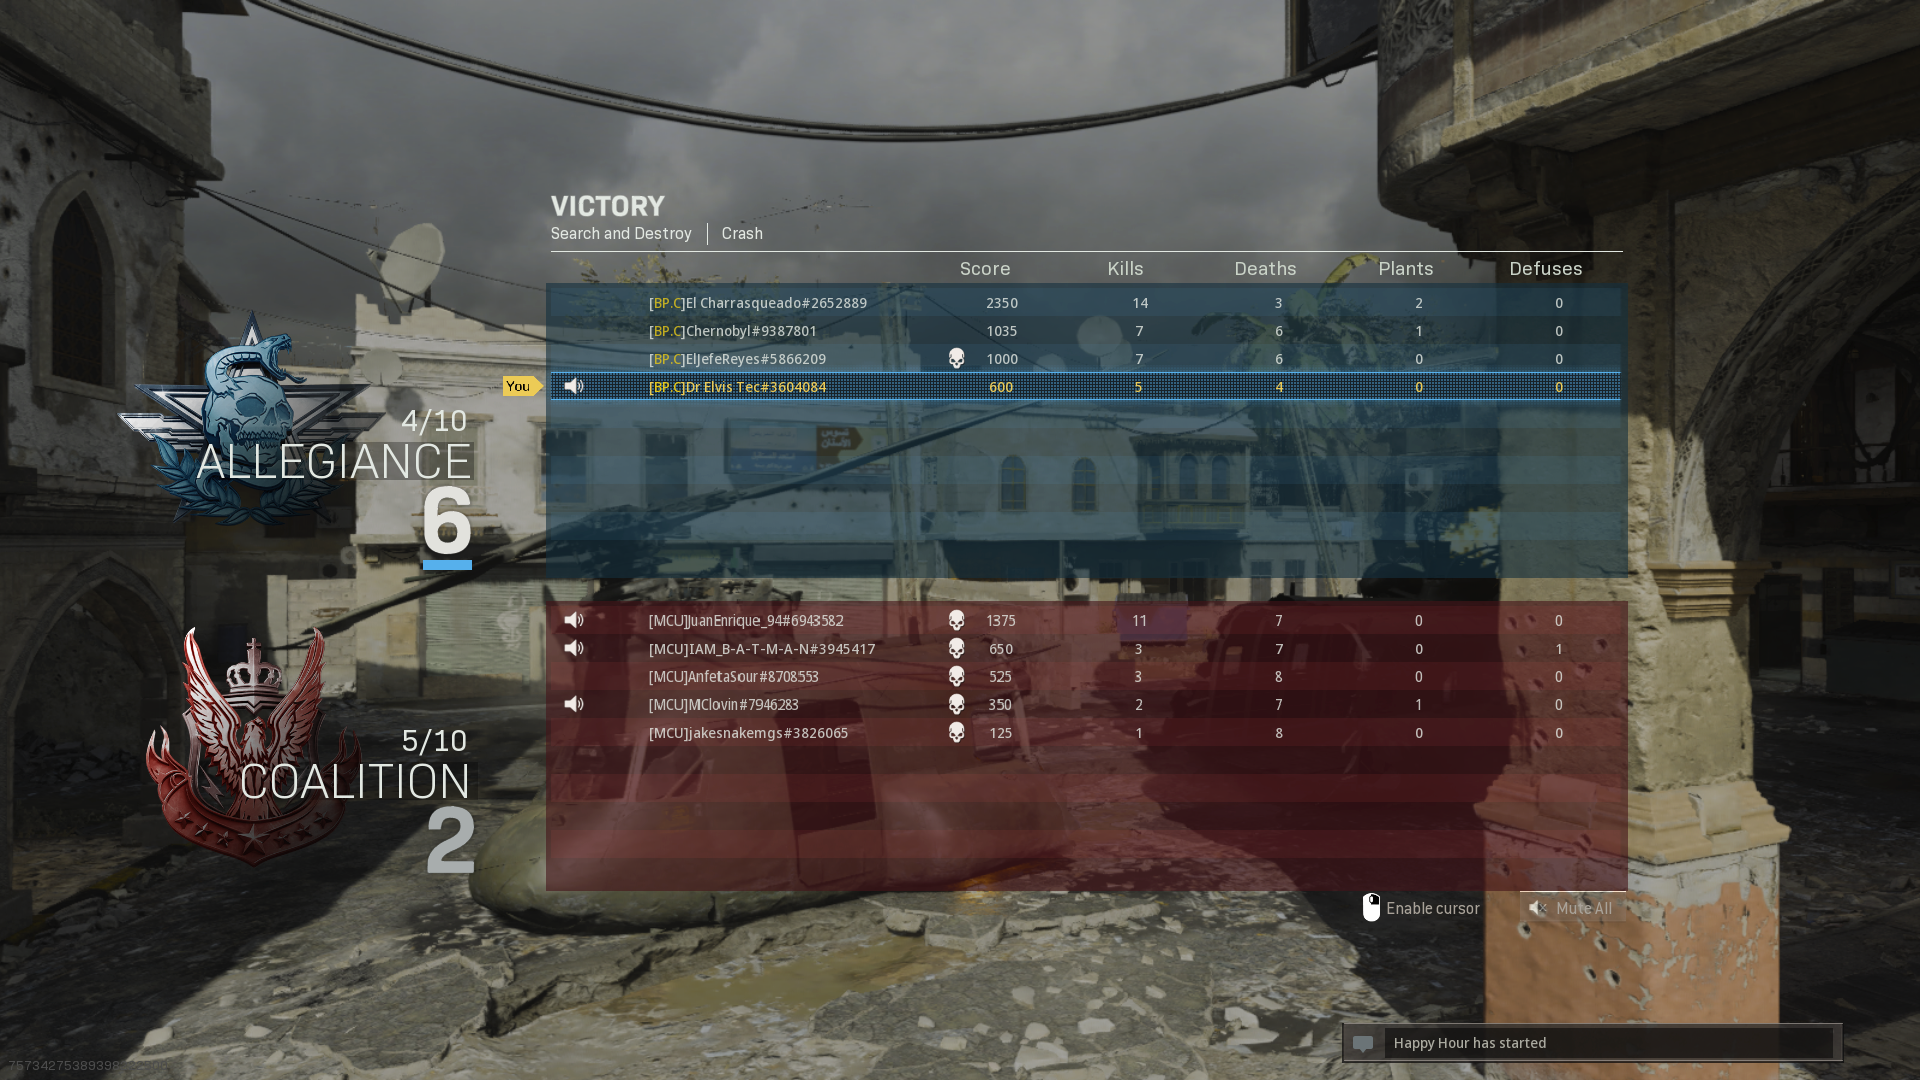 VICTORY
Search and Destroy | Crash
Score Kills Deaths Plants Defuses
[BP.C]El Charrasqueado#2652889 2350 14 3 2 0
[BP.C]Chernobyl#9387801 1035 7 6 1 0
[BP.C]ElJefeReyes#5866209 1000 7 6 0 0
You [BP.C]Dr Elvis Tec#3604084 600 5 4 0 0
4/10
ALLEGIANCE
6
[MCU]JuanEnrique_94#6943582 1375 11 7 0 0
[MCU]IAM_B-A-T-M-A-N#3945417 650 3 7 0 1
[MCU]AnfetaSour#8708553 525 3 8 0 0
[MCU]MClovin#7946283 350 2 7 1 0
[MCU]jakesnakemgs#3826065 125 1 8 0 0
5/10
COALITION
2
Enable cursor
Mute All
Happy Hour has started